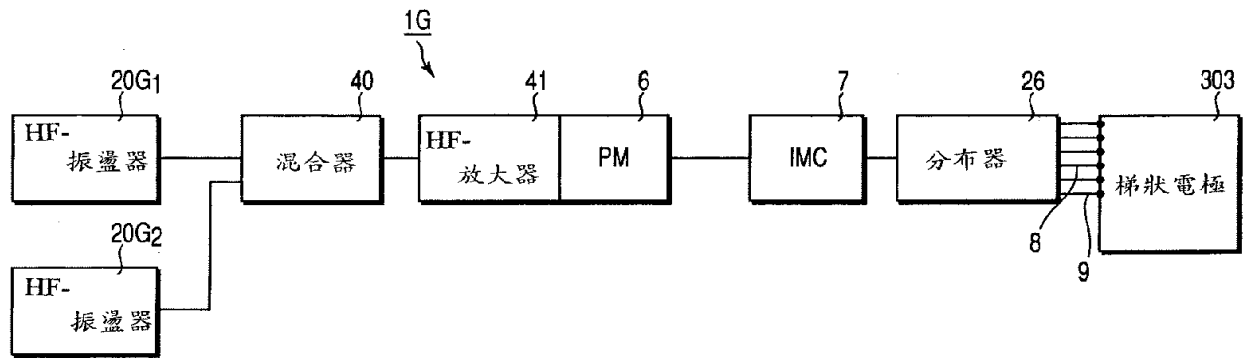 1G
20G1
40
41
6
7
26
303
HF-
振盪器
混合器
HF-
放大器
PM
IMC
分布器
梯狀電極
8
9
20G2
HF-
振盪器